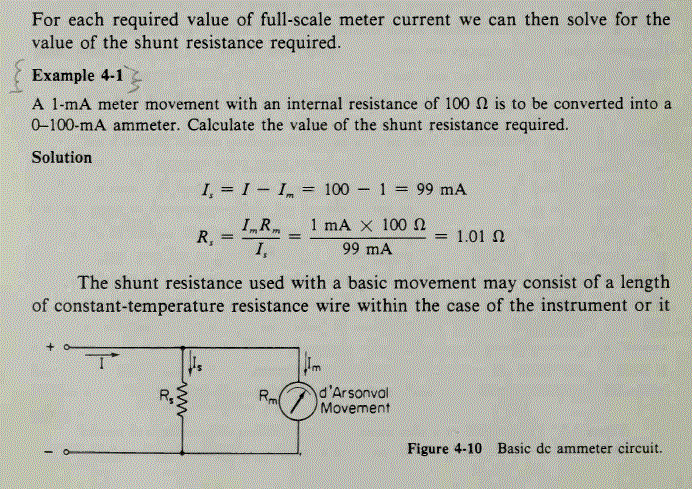 For each required value of full-scale meter current we can then solve for the
value of the shunt resistance required.
Example 4-1
A 1-mA meter movement with an internal resistance of 100 Ω is to be converted into a
0–100-mA ammeter. Calculate the value of the shunt resistance required.
Solution
I_s = I − I_m = 100 − 1 = 99 mA
R_s = I_m R_m / I_s = 1 mA × 100 Ω / 99 mA = 1.01 Ω
The shunt resistance used with a basic movement may consist of a length
of constant-temperature resistance wire within the case of the instrument or it
+
I
I_s
I_m
R_s
R_m
d'Arsonval
Movement
−
Figure 4-10 Basic dc ammeter circuit.